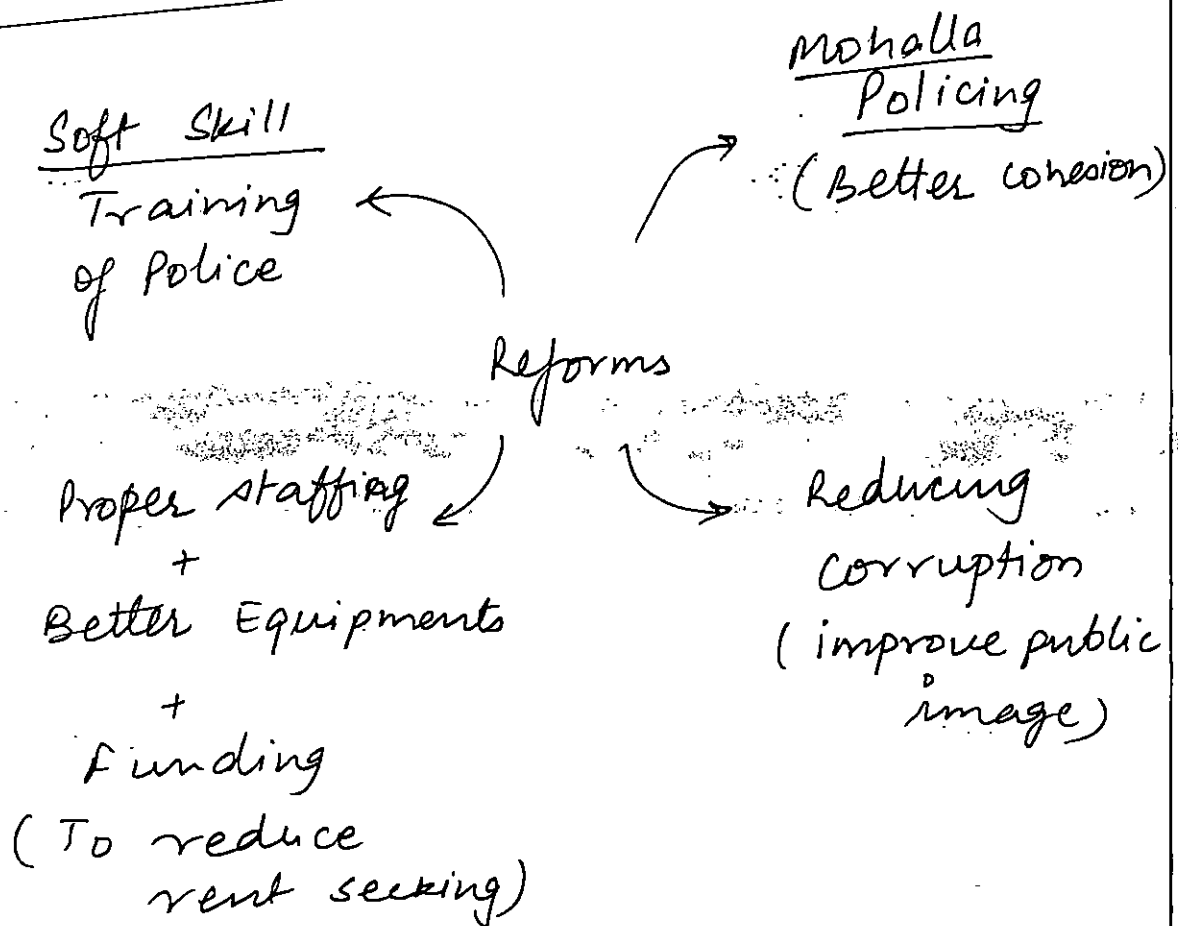 Soft Skill
Training
of Police
Mohalla
Policing
(Better cohesion)
Reforms
Proper staffing
+
Better Equipments
+
Funding
(To reduce
rent seeking)
Reducing
corruption
(improve public
image)